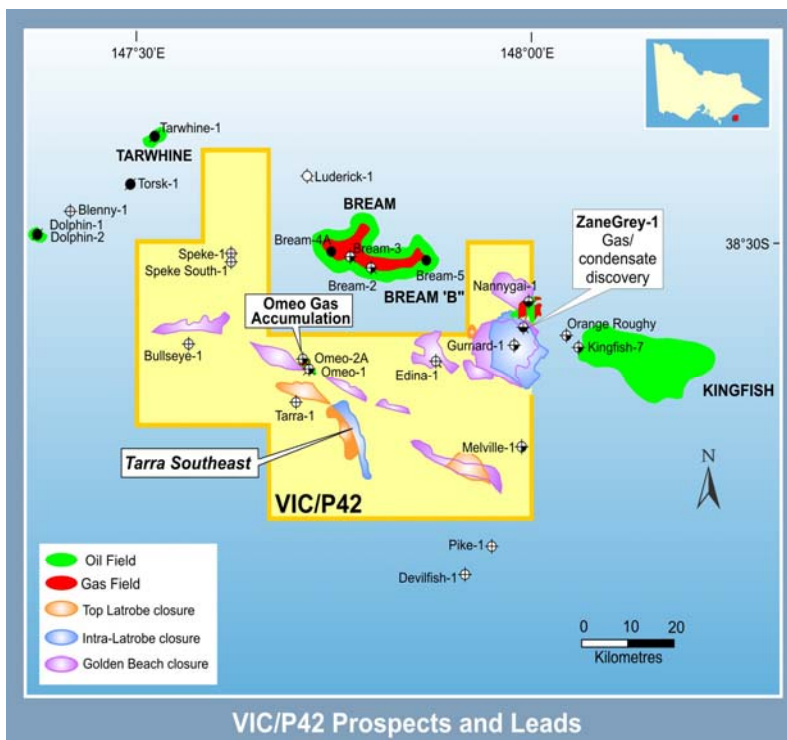 147°30'E
148°00'E
Tarwhine-1
TARWHINE
Torsk-1
Luderick-1
Blenny-1
Dolphin-1
Dolphin-2
BREAM
Bream-4A
Bream-3
Bream-5
Bream-2
BREAM 'B"
ZaneGrey-1
Gas/
condensate
discovery
38°30S
Speke-1
Speke South-1
Nannygai-1
Omeo Gas
Accumulation
Orange Roughy
Bullseye-1
Omeo-2A
Omeo-1
Gurnard-1
Kingfish-7
Edina-1
KINGFISH
Tarra-1
Tarra Southeast
Melville-1
N
VIC/P42
Pike-1
Devilfish-1
Oil Field
Gas Field
Top Latrobe closure
Intra-Latrobe closure
Golden Beach closure
0 10 20
Kilometres
VIC/P42 Prospects and Leads